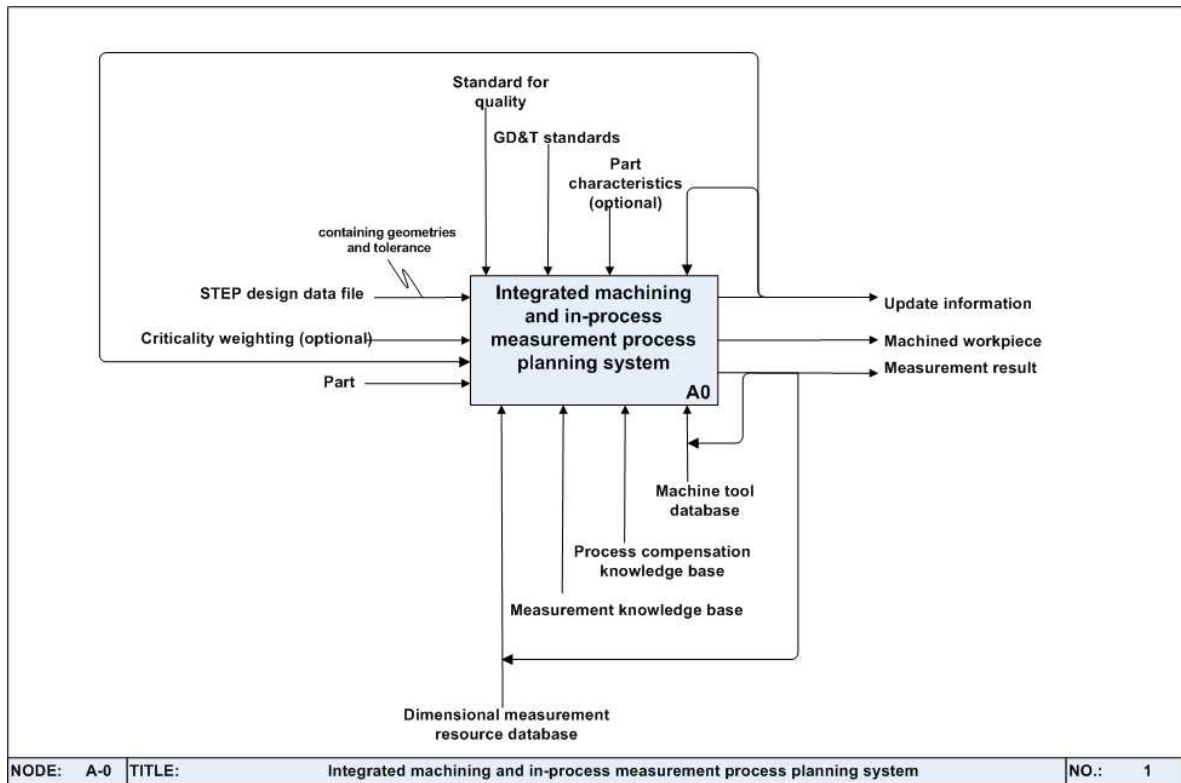 Standard for
quality
GD&T standards
Part
characteristics
(optional)
containing geometries
and tolerance
STEP design data file
Criticality weighting (optional)
Part
Integrated machining
and in-process
measurement process
planning system
A0
Update information
Machined workpiece
Measurement result
Machine tool
database
Process compensation
knowledge base
Measurement knowledge base
Dimensional measurement
resource database
NODE: A-0 TITLE: Integrated machining and in-process measurement process planning system NO.: 1